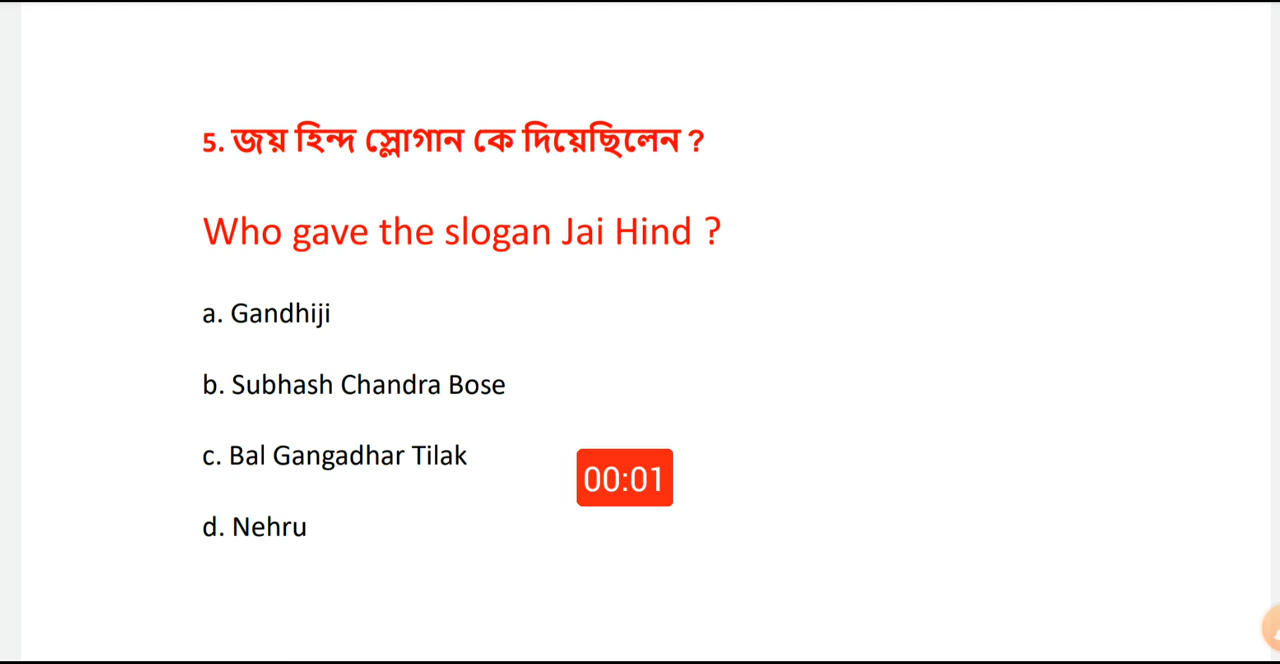 5. জয় হিন্দ স্লোগান কে দিয়েছিলেন ?
Who gave the slogan Jai Hind ?
a. Gandhiji
b. Subhash Chandra Bose
c. Bal Gangadhar Tilak
00:01
d. Nehru